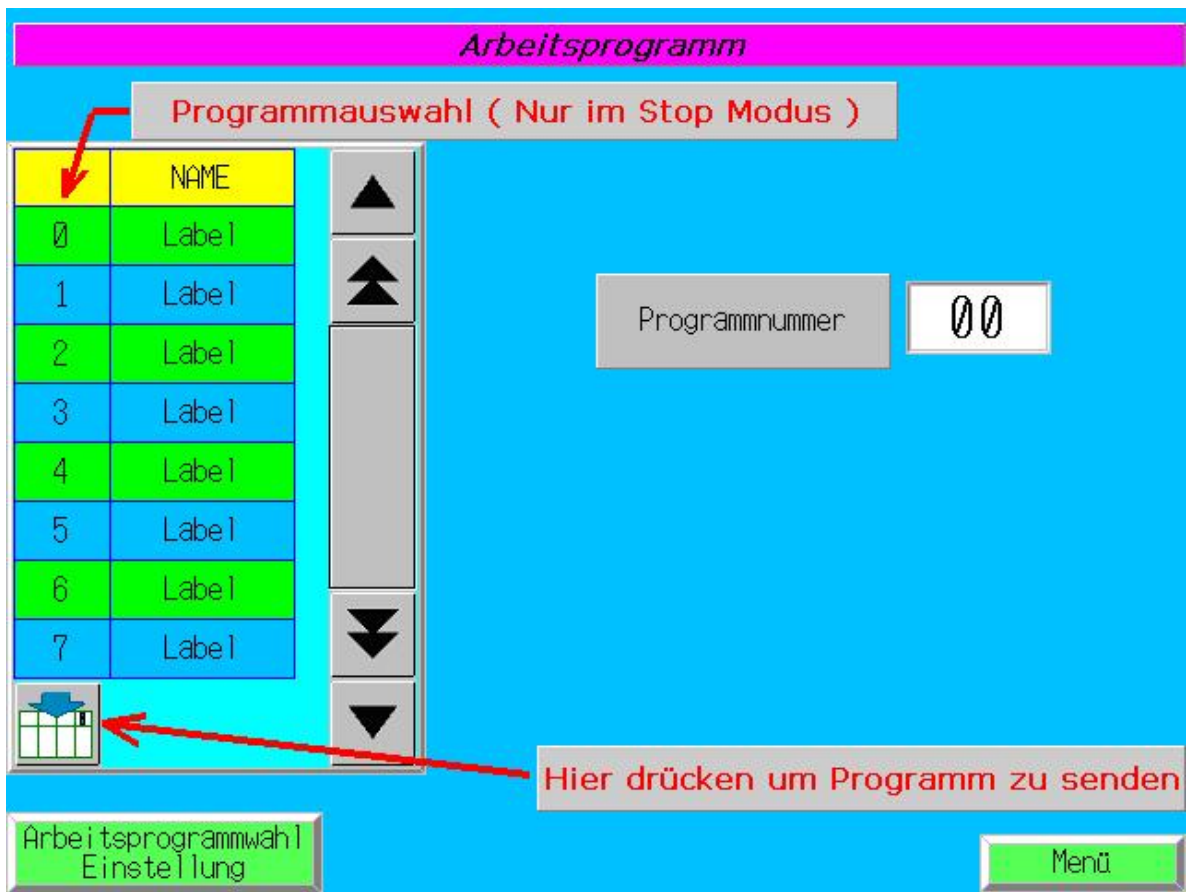 Arbeitsprogramm
Programmauswahl ( Nur im Stop Modus )
NAME
0 Label
1 Label
2 Label
3 Label
4 Label
5 Label
6 Label
7 Label
Programmnummer 00
Hier drücken um Programm zu senden
Arbeitsprogrammwahl
Einstellung
Menü